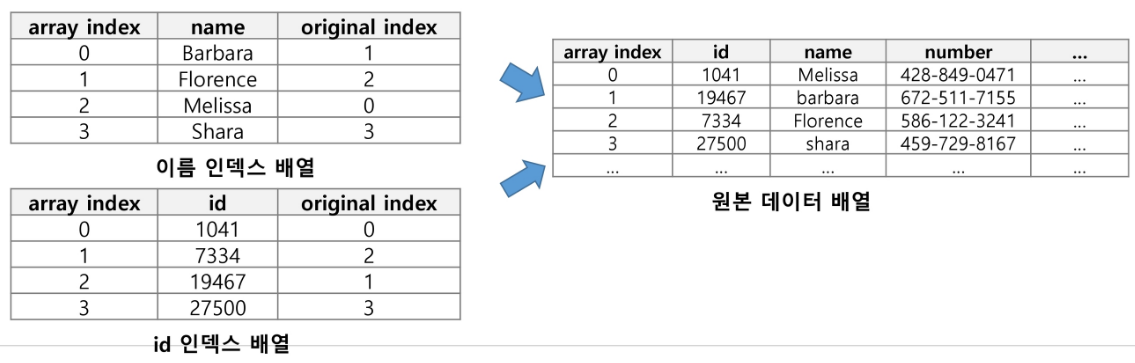 array index name original index
0 Barbara 1
1 Florence 2
2 Melissa 0
3 Shara 3
이름 인덱스 배열
array index id original index
0 1041 0
1 7334 2
2 19467 1
3 27500 3
id 인덱스 배열
array index id name number ...
0 1041 Melissa 428-849-0471 ...
1 19467 barbara 672-511-7155 ...
2 7334 Florence 586-122-3241 ...
3 27500 shara 459-729-8167 ...
... ... ... ... ...
원본 데이터 배열